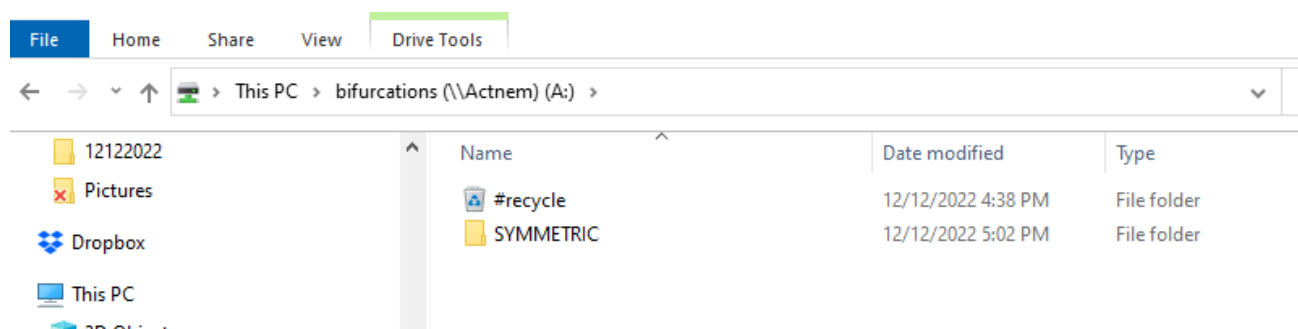 File Home Share View Drive Tools
This PC > bifurcations (\\Actnem) (A:) >
12122022
Pictures
Dropbox
This PC
Name Date modified Type
#recycle 12/12/2022 4:38 PM File folder
SYMMETRIC 12/12/2022 5:02 PM File folder